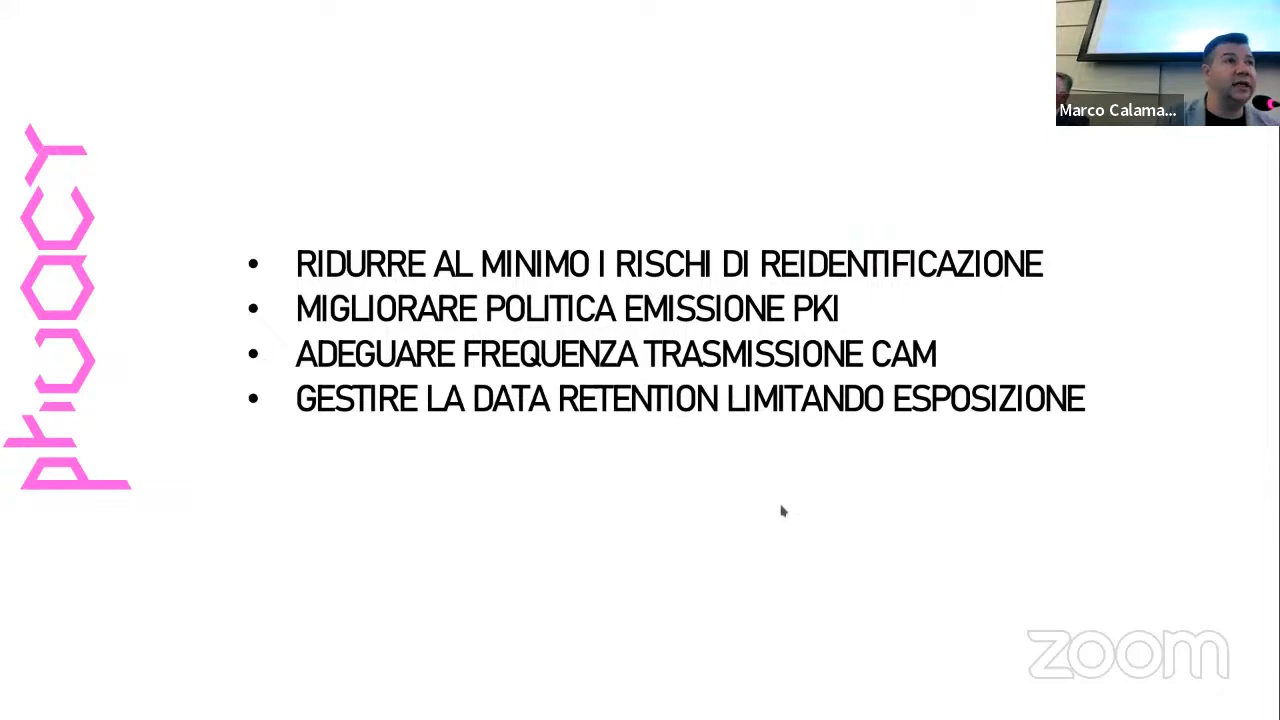 Marco Calama...
privacy
• RIDURRE AL MINIMO I RISCHI DI REIDENTIFICAZIONE
• MIGLIORARE POLITICA EMISSIONE PKI
• ADEGUARE FREQUENZA TRASMISSIONE CAM
• GESTIRE LA DATA RETENTION LIMITANDO ESPOSIZIONE
zoom